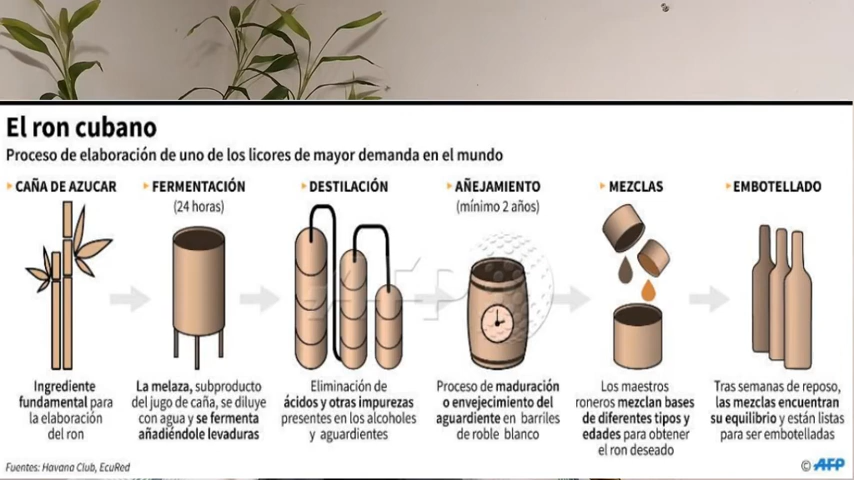 El ron cubano
Proceso de elaboración de uno de los licores de mayor demanda en el mundo
CAÑA DE AZUCAR
Ingrediente
fundamental para
la elaboración
del ron
FERMENTACIÓN
(24 horas)
La melaza, subproducto
del jugo de caña, se diluye
con agua y se fermenta
añadiéndole levaduras
DESTILACIÓN
Eliminación de
ácidos y otras impurezas
presentes en los alcoholes
y aguardientes
AÑEJAMIENTO
(mínimo 2 años)
Proceso de maduración
o envejecimiento del
aguardiente en barriles
de roble blanco
MEZCLAS
Los maestros
roneros mezclan bases
de diferentes tipos y
edades para obtener
el ron deseado
EMBOTELLADO
Tras semanas de reposo,
las mezclas encuentran
su equilibrio y están listas
para ser embotelladas
AFP
Fuentes: Havana Club, EcuRed
© AFP